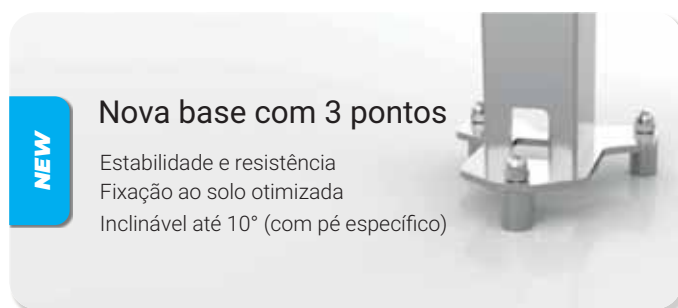 NEW
Nova base com 3 pontos
Estabilidade e resistência
Fixação ao solo otimizada
Inclinável até 10° (com pé específico)